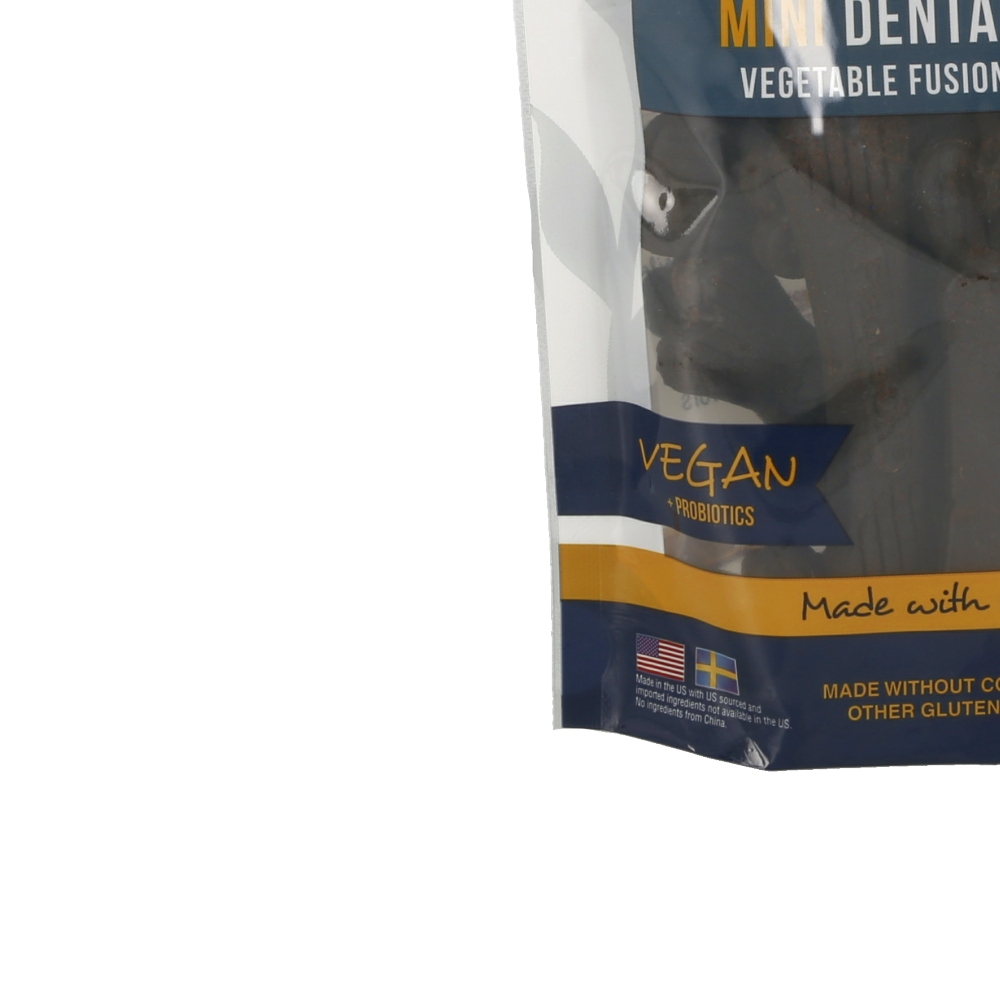 MINI DENTA
VEGETABLE FUSION
VEGAN
+ PROBIOTICS
Made with
Made in the US with US sourced and
imported ingredients not available in the US.
No ingredients from China.
MADE WITHOUT CO
OTHER GLUTEN